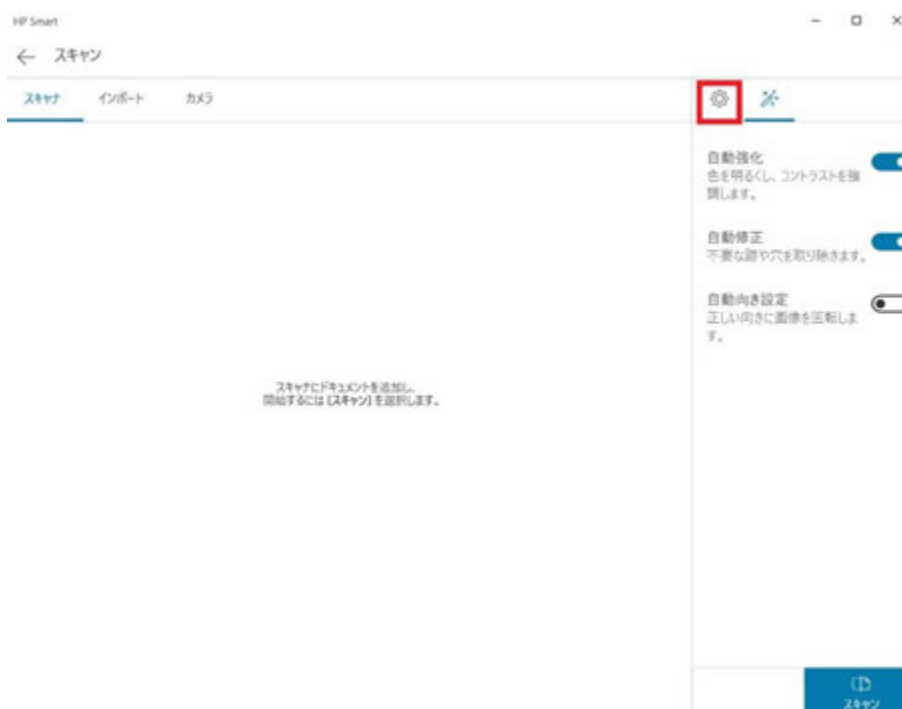 HP Smart
スキャン
スキャナ インポート カメラ
自動強化
色を明るくし、コントラストを強
調します。
自動修正
不要な跡や穴を取り除きます。
自動向き設定
正しい向きに画像を回転しま
す。
スキャナにドキュメントを追加し、
開始するには [スキャン] を選択します。
スキャン